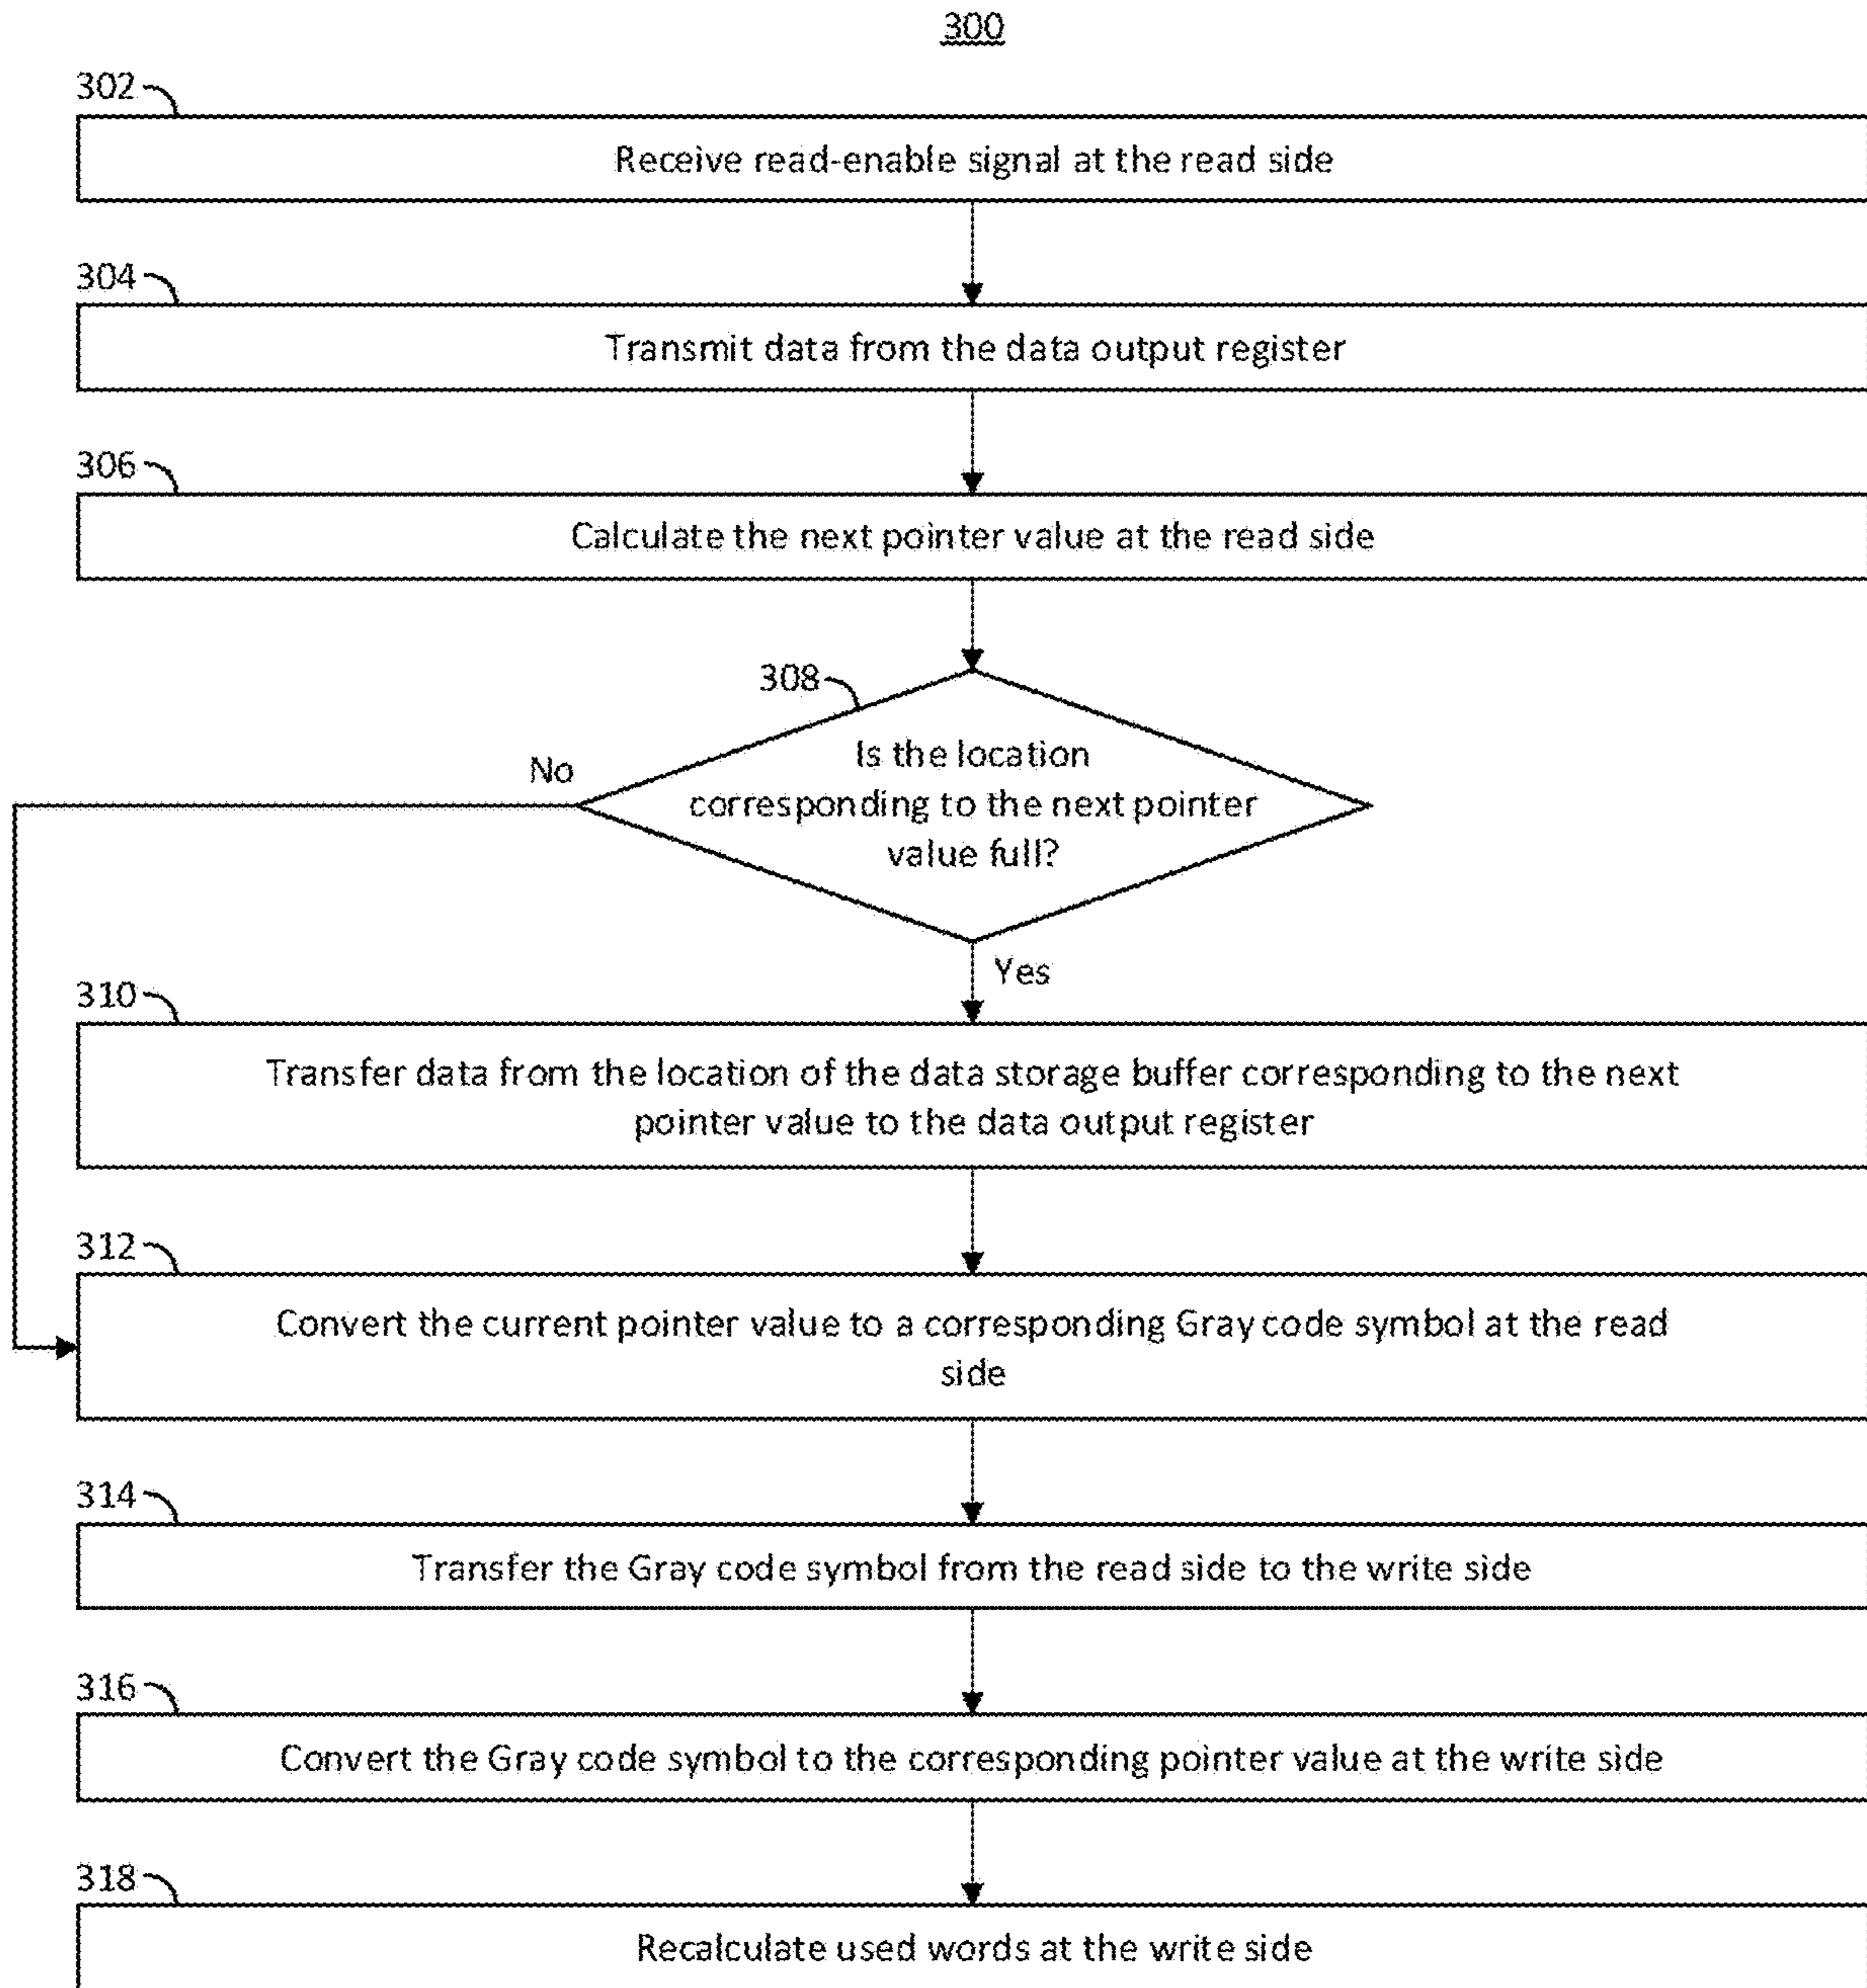 300
302
Receive read-enable signal at the read side
304
Transmit data from the data output register
306
Calculate the next pointer value at the read side
308
Is the location
corresponding to the next pointer
value full?
No
Yes
310
Transfer data from the location of the data storage buffer corresponding to the next
pointer value to the data output register
312
Convert the current pointer value to a corresponding Gray code symbol at the read
side
314
Transfer the Gray code symbol from the read side to the write side
316
Convert the Gray code symbol to the corresponding pointer value at the write side
318
Recalculate used words at the write side